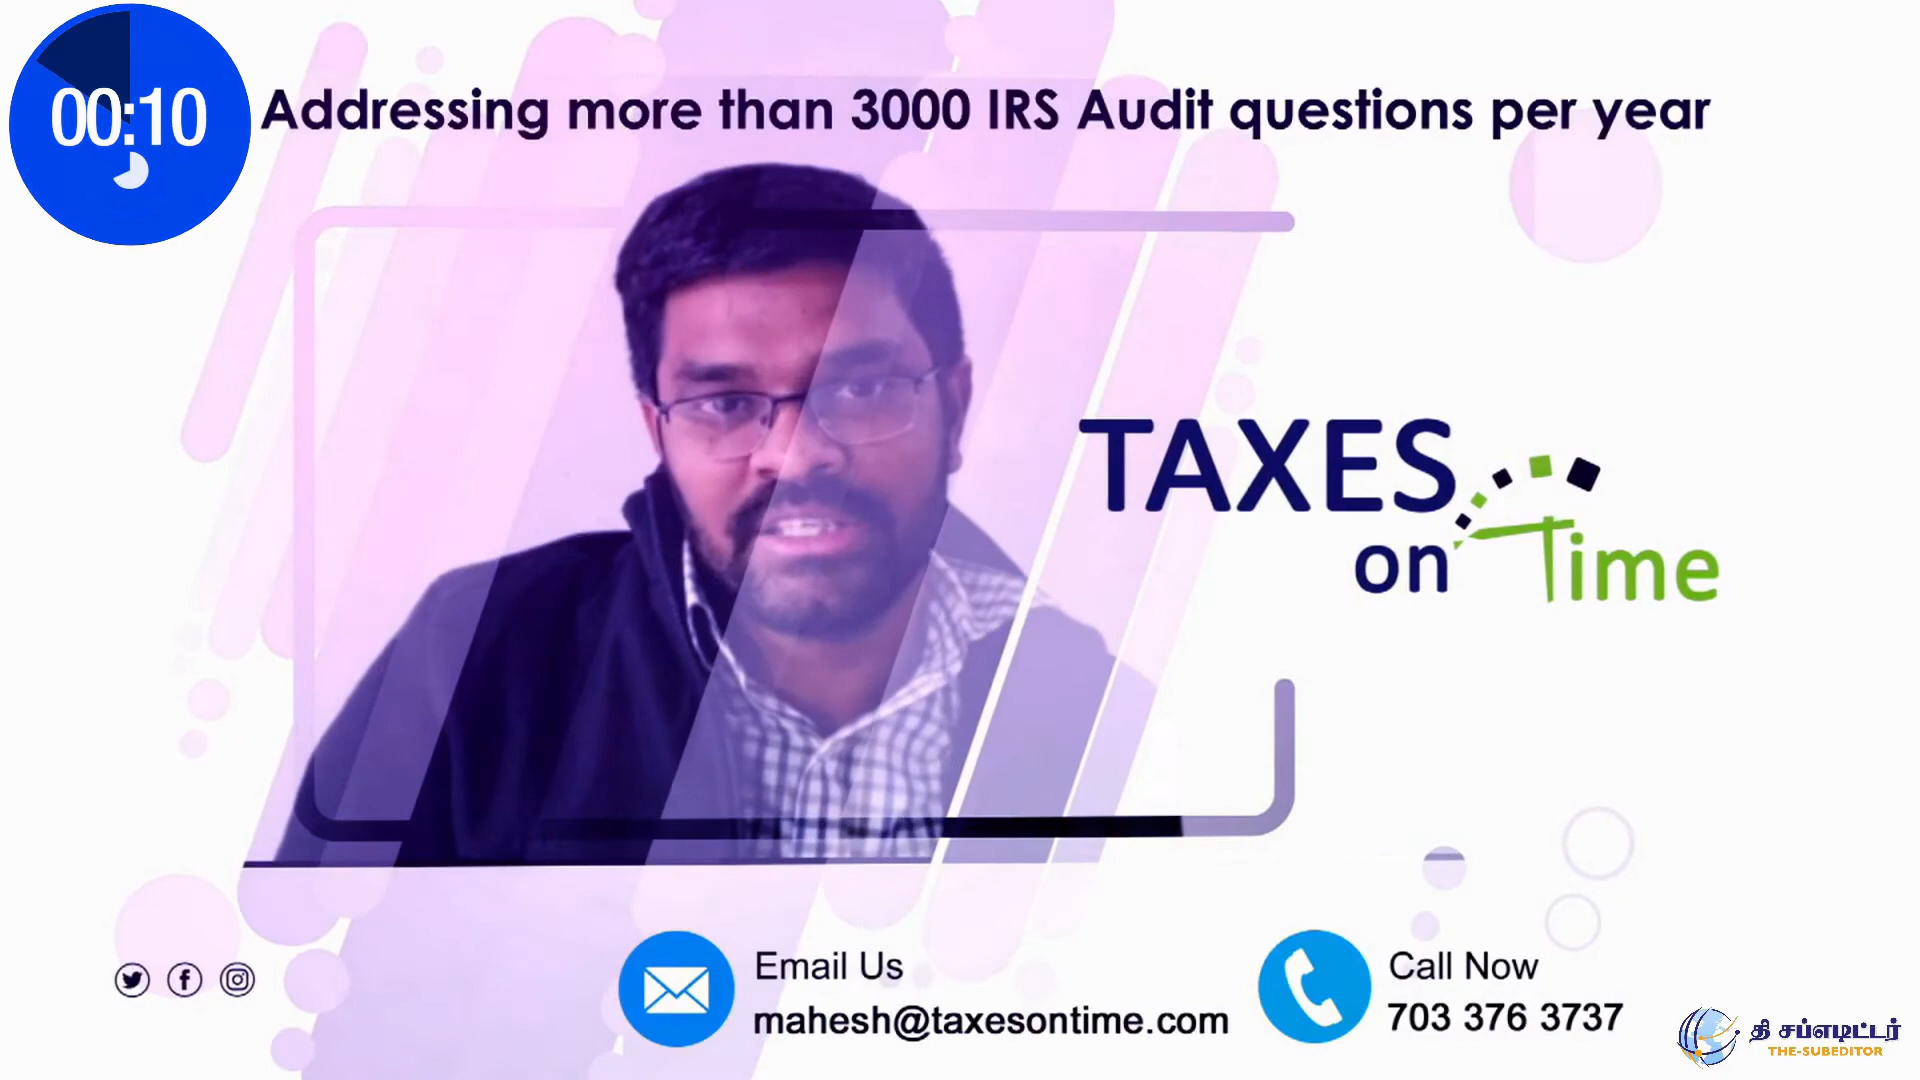 00:10
Addressing more than 3000 IRS Audit questions per year
TAXES
on Time
Email Us
mahesh@taxesontime.com
Call Now
703 376 3737
தி சப்எடிட்டர்
THE-SUBEDITOR